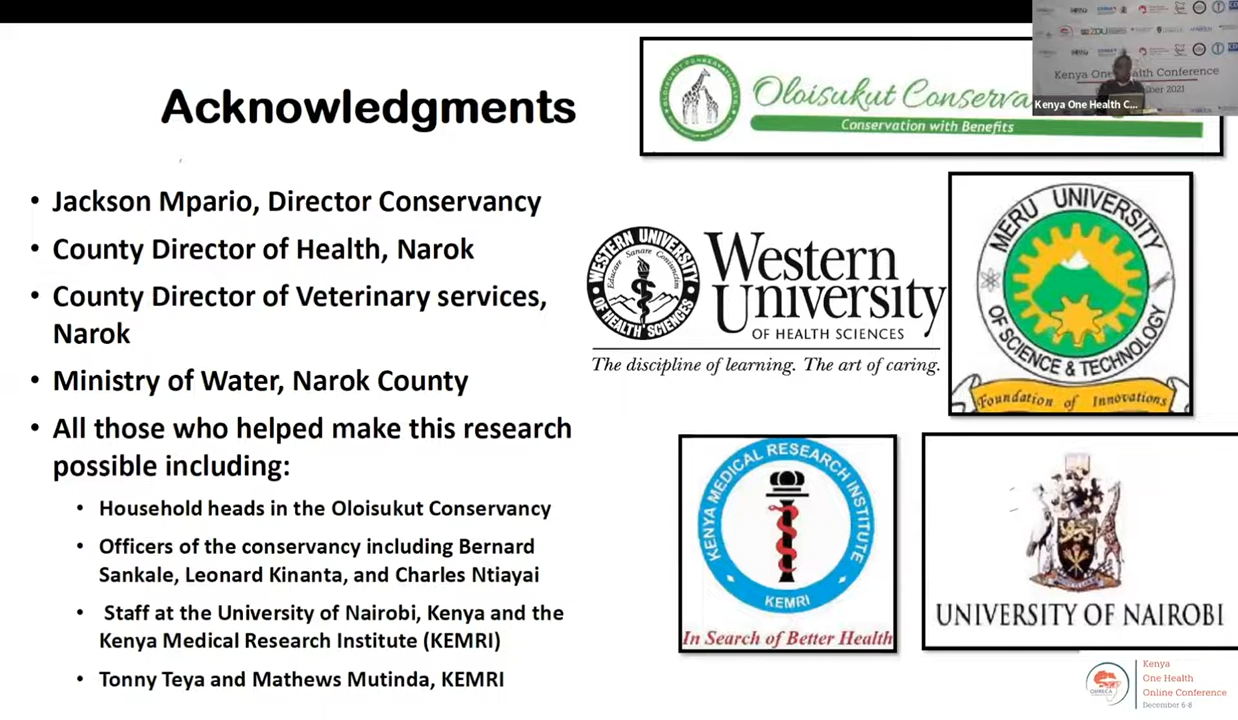 Acknowledgments
• Jackson Mpario, Director Conservancy
• County Director of Health, Narok
• County Director of Veterinary services,
Narok
• Ministry of Water, Narok County
• All those who helped make this research
possible including:
• Household heads in the Oloisukut Conservancy
• Officers of the conservancy including Bernard
Sankale, Leonard Kinanta, and Charles Ntiayai
• Staff at the University of Nairobi, Kenya and the
Kenya Medical Research Institute (KEMRI)
• Tonny Teya and Mathews Mutinda, KEMRI
Oloisukut Conserva
Conservation with Benefits
Kenya One Health Conference
2021
Kenya One Health C...
WESTERN UNIVERSITY
OF HEALTH SCIENCES
Educare Sanare Coniunctim
Western
University
OF HEALTH SCIENCES
The discipline of learning. The art of caring.
MERU UNIVERSITY
OF SCIENCE & TECHNOLOGY
Foundation of Innovations
KENYA MEDICAL RESEARCH INSTITUTE
KEMRI
In Search of Better Health
UNIVERSITY OF NAIROBI
OHRECA
Kenya
One Health
Online Conference
December 6-8